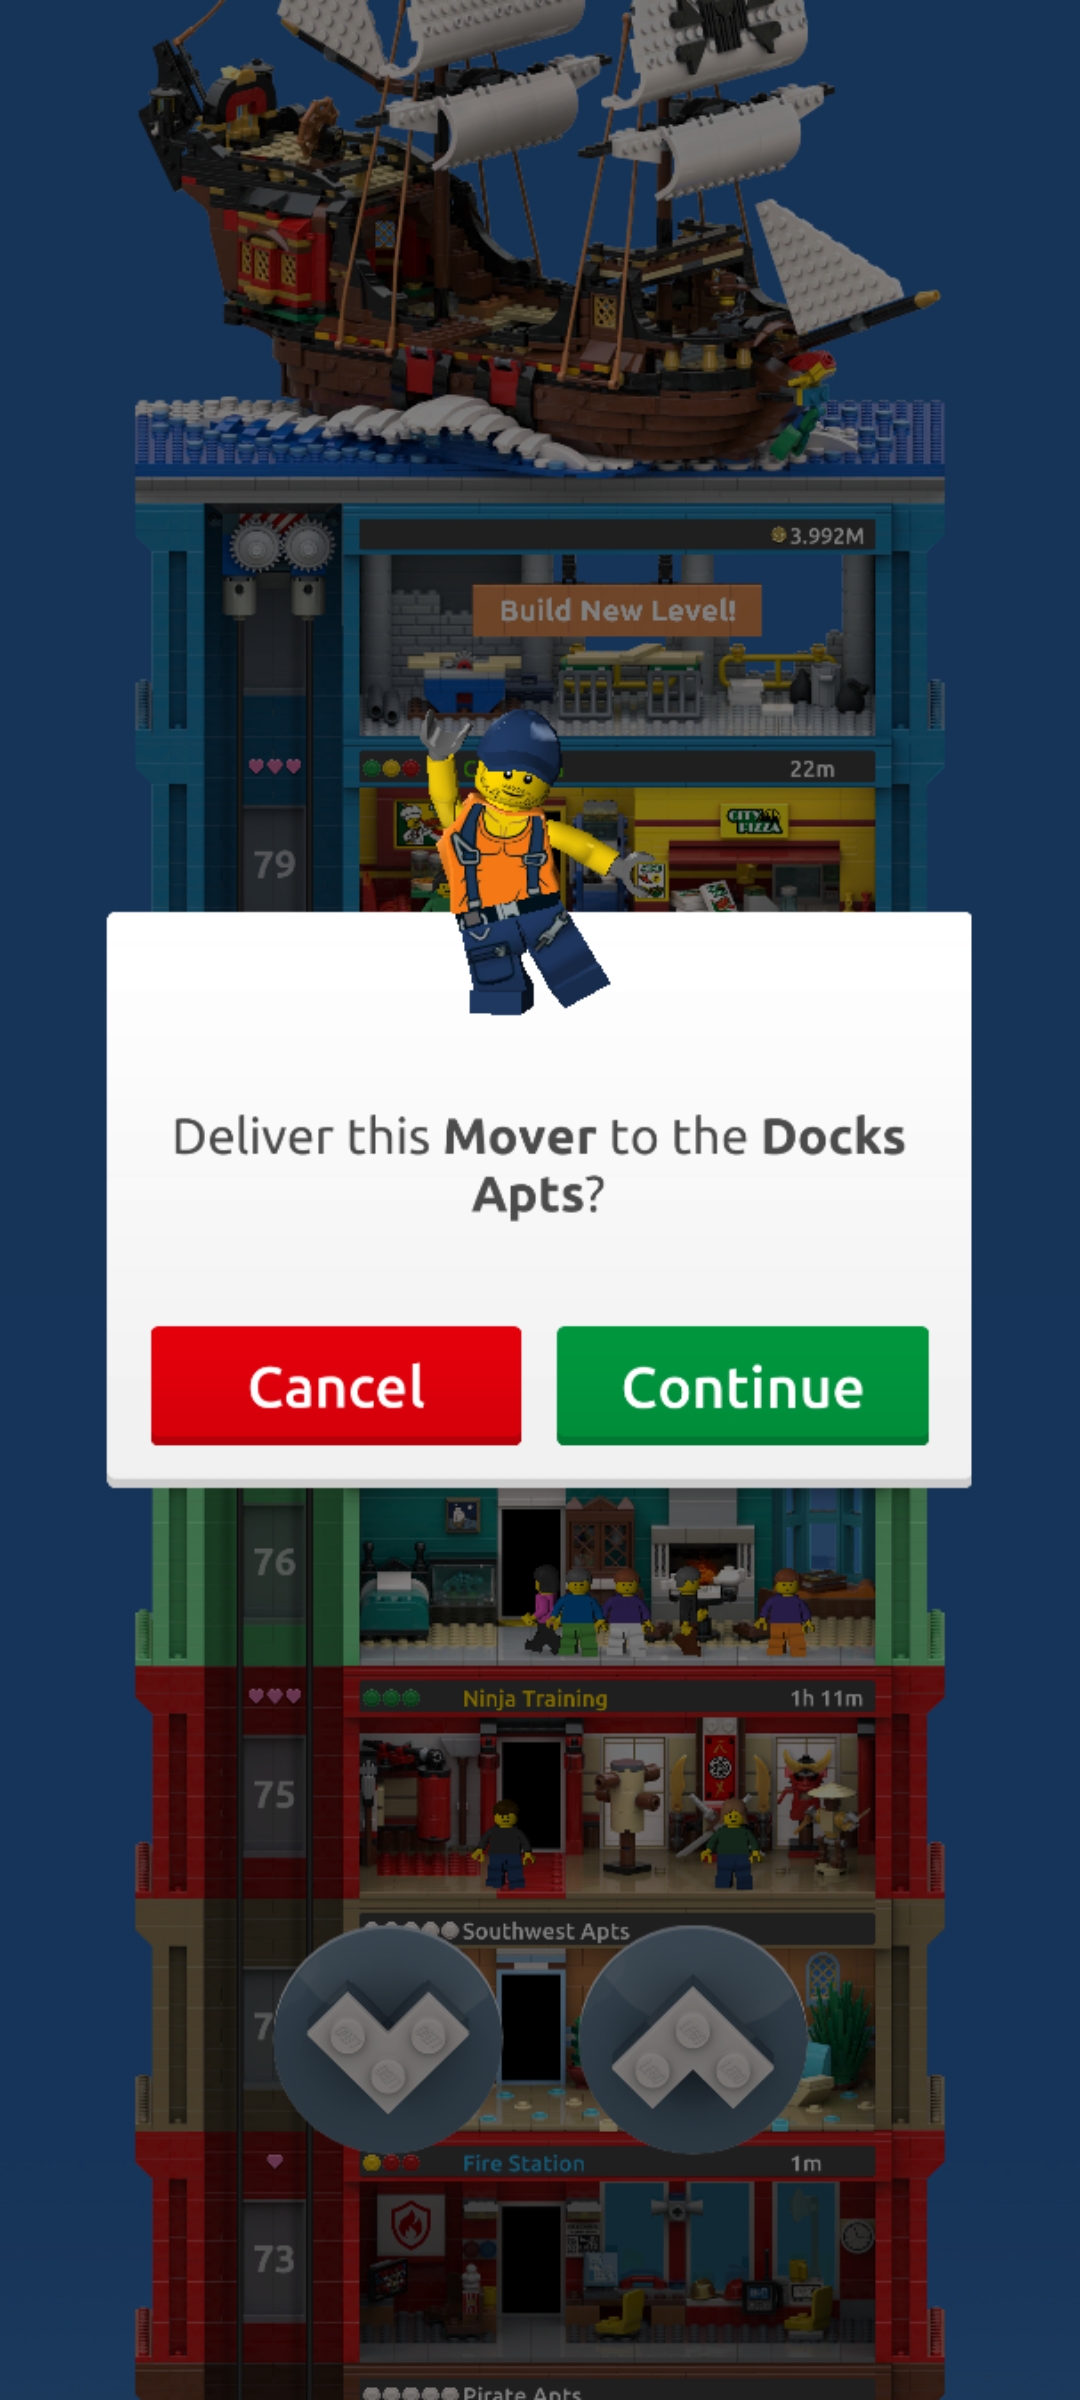 3.992M
Build New Level!
22m
CITY
PIZZA
79
Deliver this Mover to the Docks
Apts?
Cancel
Continue
76
Ninja Training
1h 11m
75
Southwest Apts
Fire Station
1m
73
Pirate Apts